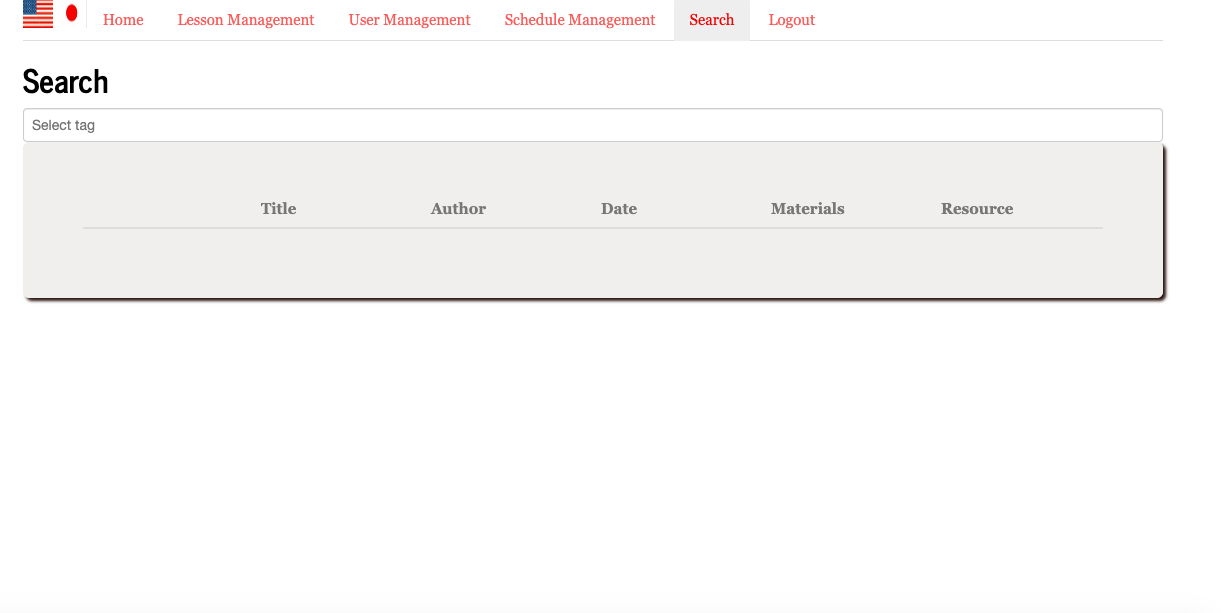 Home Lesson Management User Management Schedule Management Search Logout
Search
Select tag
Title Author Date Materials Resource